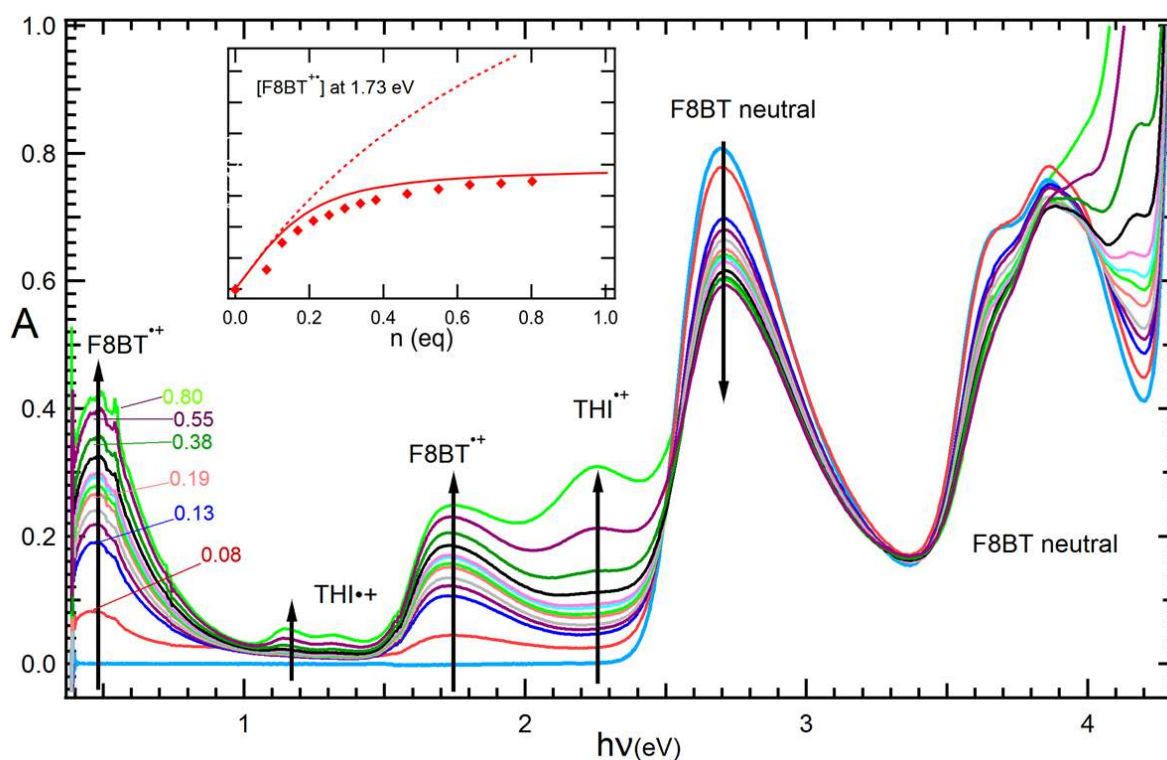 1.0
0.8
0.6
0.4
0.2
0.0
A
[F8BT⁺•] at 1.73 eV
0.0 0.2 0.4 0.6 0.8 1.0
n (eq)
F8BT neutral
F8BT•+
0.80
0.55
0.38
0.19
0.13
0.08
THI•+
F8BT•+
THI•+
F8BT neutral
1 2 3 4
hν(eV)